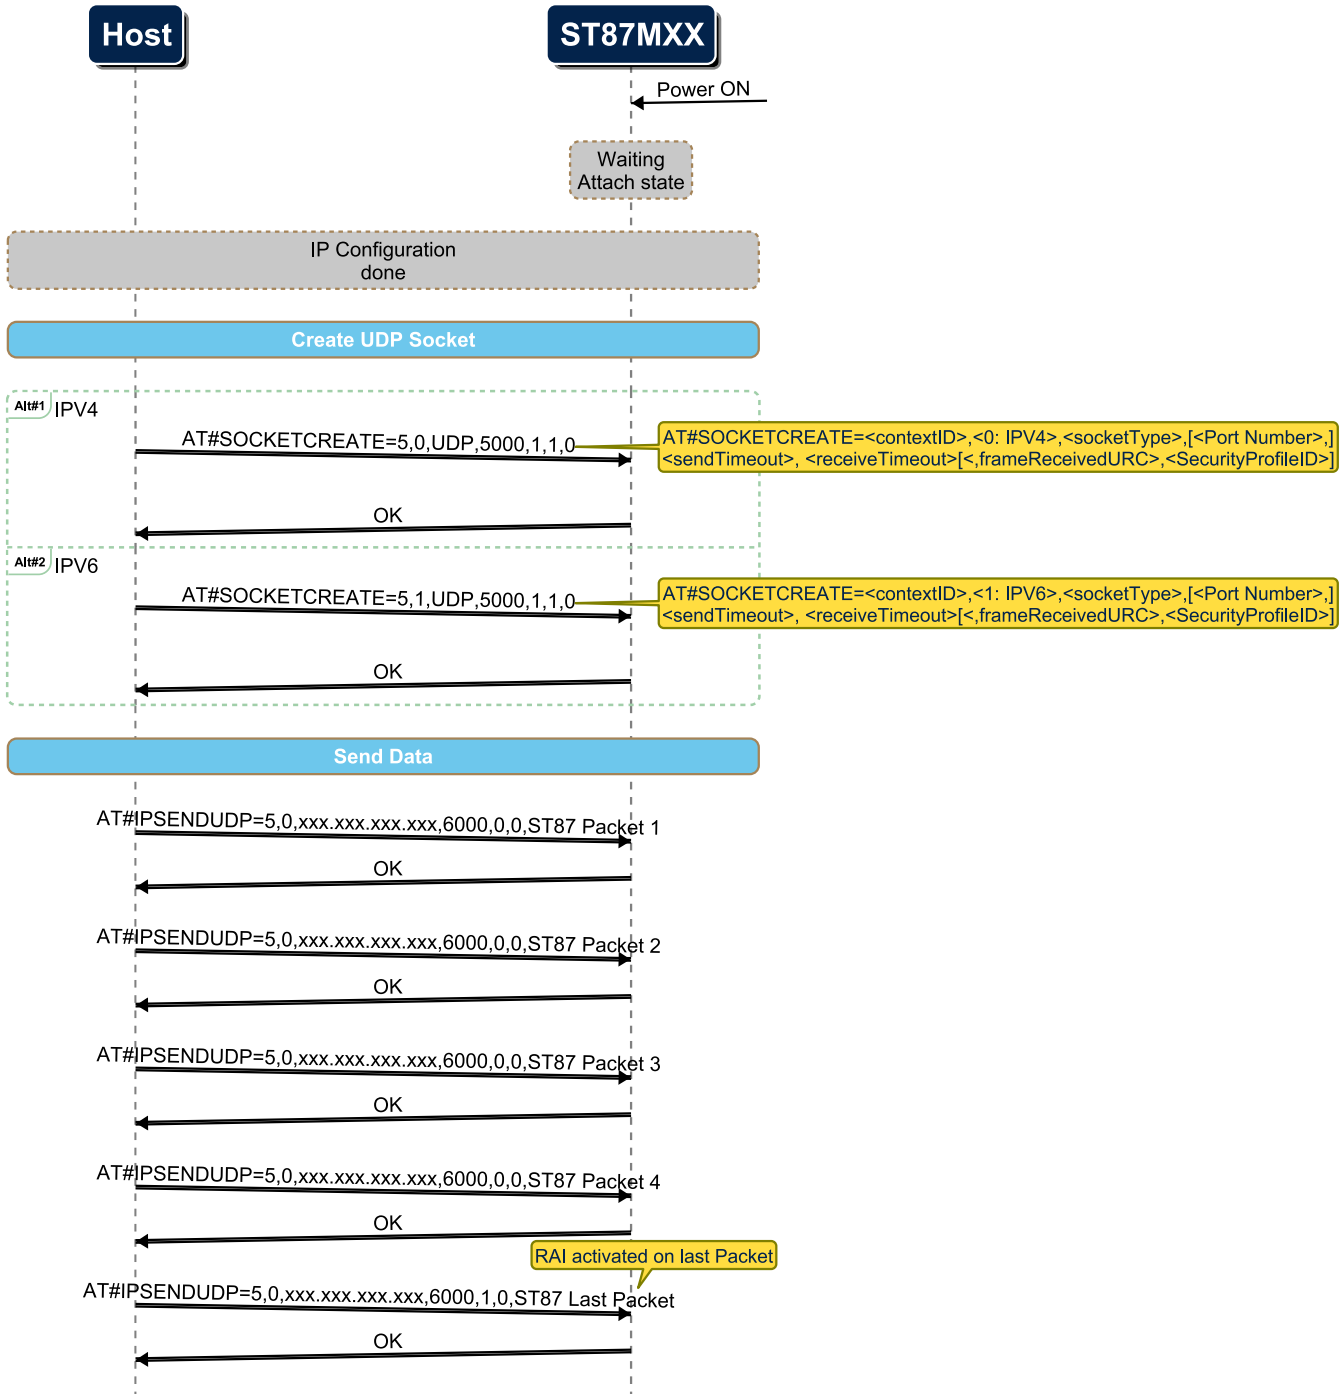 Host
ST87MXX
Power ON
Waiting
Attach state
IP Configuration
done
Create UDP Socket
Alt#1
IPV4
AT#SOCKETCREATE=5,0,UDP,5000,1,1,0
AT#SOCKETCREATE=<contextID>,<0: IPV4>,<socketType>,[<Port Number>,]
<sendTimeout>, <receiveTimeout>[<,frameReceivedURC>,<SecurityProfileID>]
OK
Alt#2
IPV6
AT#SOCKETCREATE=5,1,UDP,5000,1,1,0
AT#SOCKETCREATE=<contextID>,<1: IPV6>,<socketType>,[<Port Number>,]
<sendTimeout>, <receiveTimeout>[<,frameReceivedURC>,<SecurityProfileID>]
OK
Send Data
AT#IPSENDUDP=5,0,xxx.xxx.xxx.xxx,6000,0,0,ST87 Packet 1
OK
AT#IPSENDUDP=5,0,xxx.xxx.xxx.xxx,6000,0,0,ST87 Packet 2
OK
AT#IPSENDUDP=5,0,xxx.xxx.xxx.xxx,6000,0,0,ST87 Packet 3
OK
AT#IPSENDUDP=5,0,xxx.xxx.xxx.xxx,6000,0,0,ST87 Packet 4
OK
RAI activated on last Packet
AT#IPSENDUDP=5,0,xxx.xxx.xxx.xxx,6000,1,0,ST87 Last Packet
OK